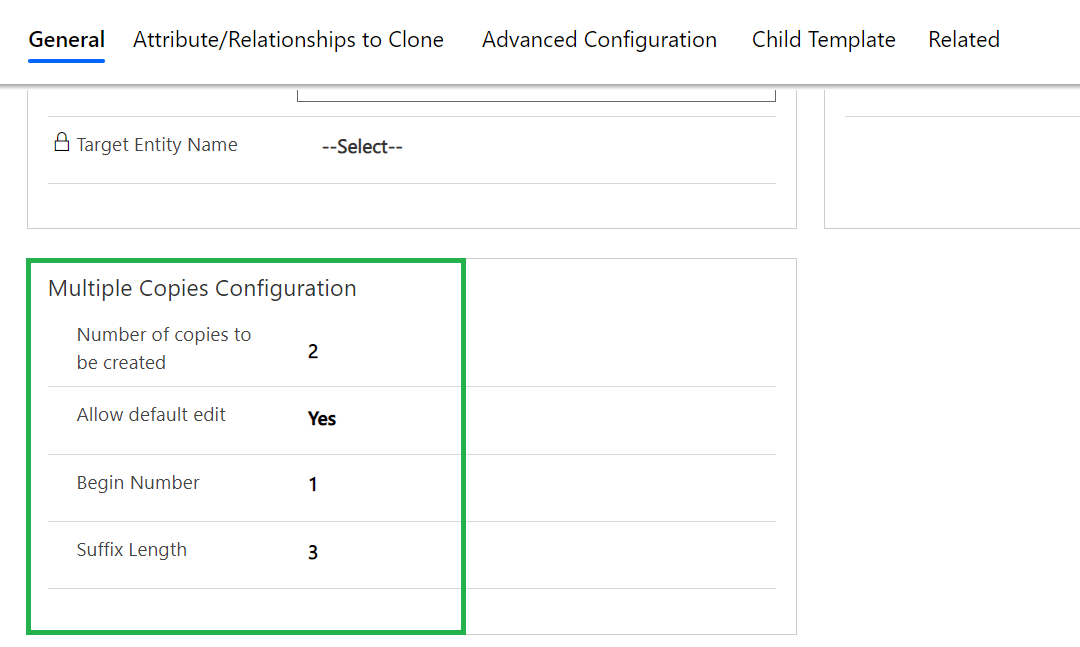 General Attribute/Relationships to Clone Advanced Configuration Child Template Related
Target Entity Name --Select--
Multiple Copies Configuration
Number of copies to
be created 2
Allow default edit Yes
Begin Number 1
Suffix Length 3